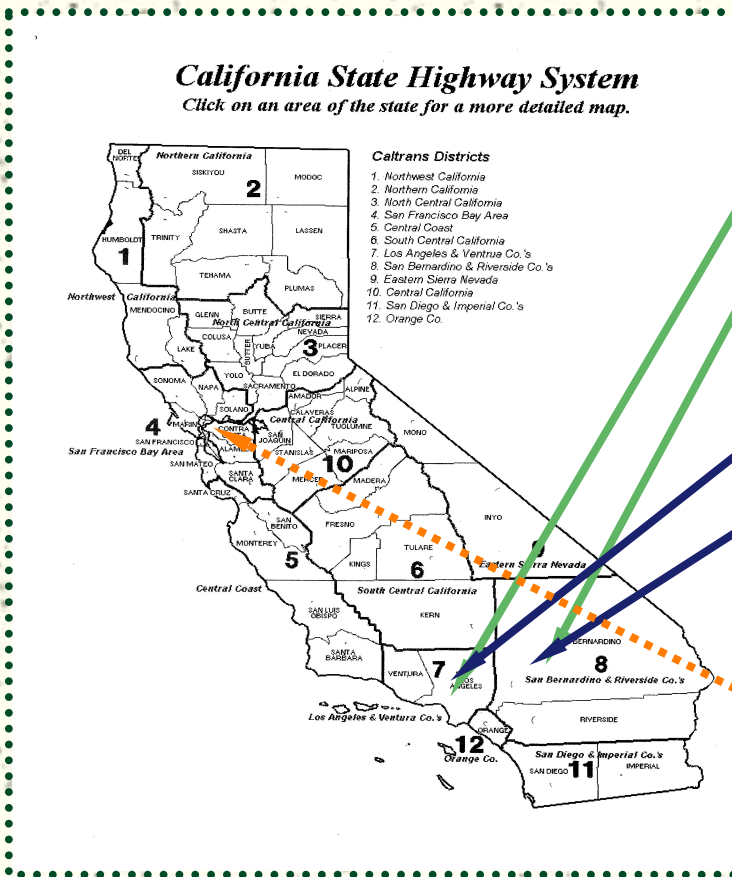 California State Highway System
Click on an area of the state for a more detailed map.
Caltrans Districts
1. Northwest California
2. Northern California
3. North Central California
4. San Francisco Bay Area
5. Central Coast
6. South Central California
7. Los Angeles & Ventrua Co.'s
8. San Bernardino & Riverside Co.'s
9. Eastern Sierra Nevada
10. Central California
11. San Diego & Imperial Co.'s
12. Orange Co.
DEL NORTE
Northern California
SISKIYOU
MODOC
2
HUMBOLDT
TRINITY
SHASTA
LASSEN
1
TEHAMA
PLUMAS
Northwest California
MENDOCINO
GLENN
BUTTE
SIERRA
North Central California
NEVADA
COLUSA
SUTTER
YUBA
3
PLACER
LAKE
YOLO
EL DORADO
SONOMA
NAPA
SACRAMENTO
ALPINE
AMADOR
SOLANO
CALAVERAS
Central California
4
MARIN
CONTRA
SAN JOAQUIN
TUOLUMNE
MONO
SAN FRANCISCO
San Francisco Bay Area
STANISLAS
MARIPOSA
10
SAN MATEO
SANTA CLARA
MERCED
MADERA
SANTA CRUZ
SAN BENITO
FRESNO
INYO
MONTEREY
5
KINGS
TULARE
6
Eastern Sierra Nevada
Central Coast
South Central California
SAN LUIS OBISPO
KERN
SANTA BARBARA
VENTURA
7
LOS ANGELES
BERNARDINO
8
San Bernardino & Riverside Co.'s
Los Angeles & Ventura Co.'s
RIVERSIDE
ORANGE
12
Orange Co.
San Diego & Imperial Co.'s
SAN DIEGO
11
IMPERIAL